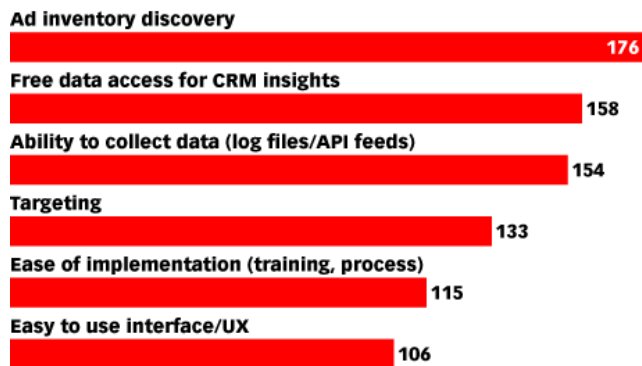 Ad inventory discovery
176
Free data access for CRM insights
158
Ability to collect data (log files/API feeds)
154
Targeting
133
Ease of implementation (training, process)
115
Easy to use interface/UX
106